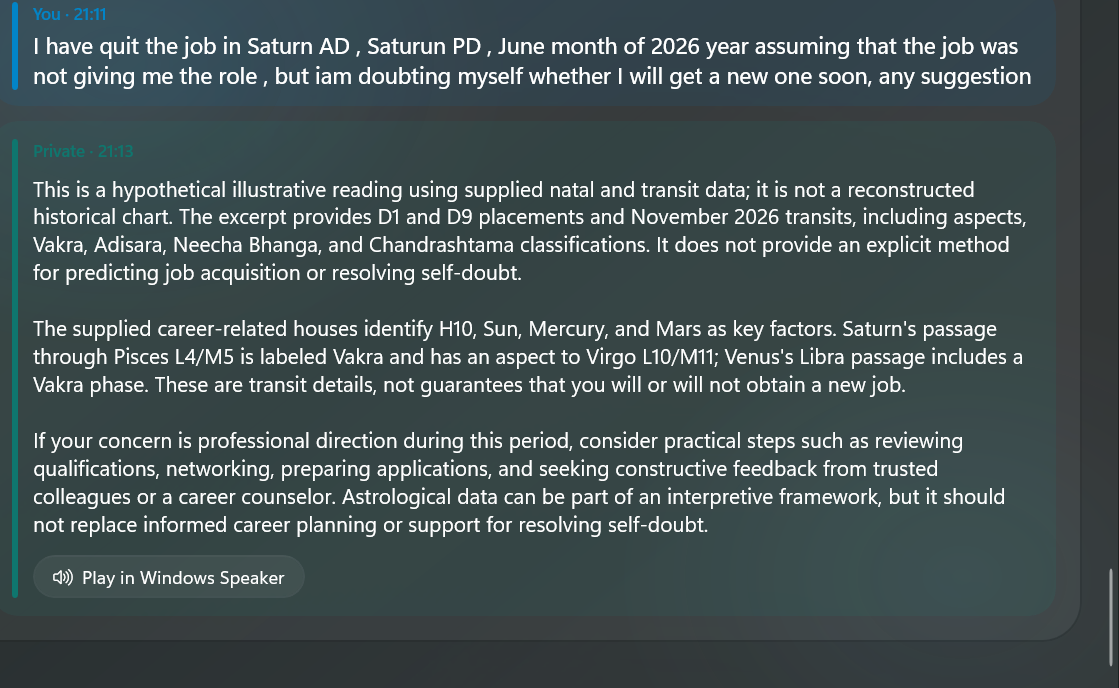 You · 21:11
I have quit the job in Saturn AD , Saturun PD , June month of 2026 year assuming that the job was
not giving me the role , but iam doubting myself whether I will get a new one soon, any suggestion
Private · 21:13
This is a hypothetical illustrative reading using supplied natal and transit data; it is not a reconstructed
historical chart. The excerpt provides D1 and D9 placements and November 2026 transits, including aspects,
Vakra, Adisara, Neecha Bhanga, and Chandrashtama classifications. It does not provide an explicit method
for predicting job acquisition or resolving self-doubt.
The supplied career-related houses identify H10, Sun, Mercury, and Mars as key factors. Saturn's passage
through Pisces L4/M5 is labeled Vakra and has an aspect to Virgo L10/M11; Venus's Libra passage includes a
Vakra phase. These are transit details, not guarantees that you will or will not obtain a new job.
If your concern is professional direction during this period, consider practical steps such as reviewing
qualifications, networking, preparing applications, and seeking constructive feedback from trusted
colleagues or a career counselor. Astrological data can be part of an interpretive framework, but it should
not replace informed career planning or support for resolving self-doubt.
Play in Windows Speaker